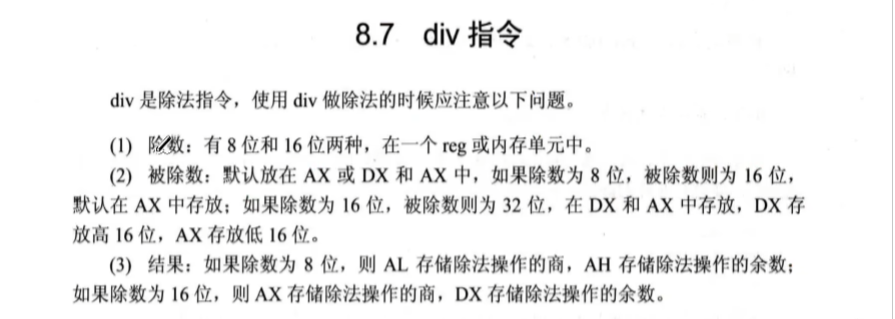 8.7 div 指令
div 是除法指令，使用 div 做除法的时候应注意以下问题。
(1) 除数：有 8 位和 16 位两种，在一个 reg 或内存单元中。
(2) 被除数：默认放在 AX 或 DX 和 AX 中，如果除数为 8 位，被除数则为 16 位，
默认在 AX 中存放；如果除数为 16 位，被除数则为 32 位，在 DX 和 AX 中存放，DX 存
放高 16 位，AX 存放低 16 位。
(3) 结果：如果除数为 8 位，则 AL 存储除法操作的商，AH 存储除法操作的余数；
如果除数为 16 位，则 AX 存储除法操作的商，DX 存储除法操作的余数。